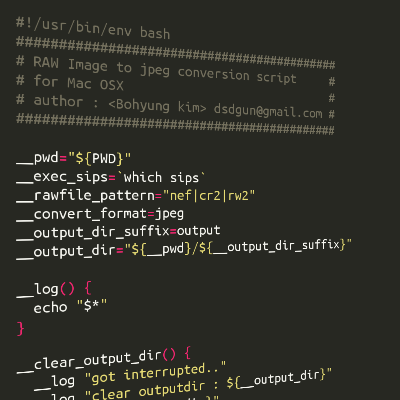 #!/usr/bin/env bash
##########################################
# RAW Image to jpeg conversion script #
# for Mac OSX #
# author : <Bohyung kim> dsdgun@gmail.com #
##########################################
__pwd="${PWD}"
__exec_sips=`which sips`
__rawfile_pattern="nef|cr2|rw2"
__convert_format=jpeg
__output_dir_suffix=output
__output_dir="${__pwd}/${__output_dir_suffix}"
__log() {
echo "$*"
}
__clear_output_dir() {
__log "got interrupted.."
__log "clear outputdir : ${__output_dir}"